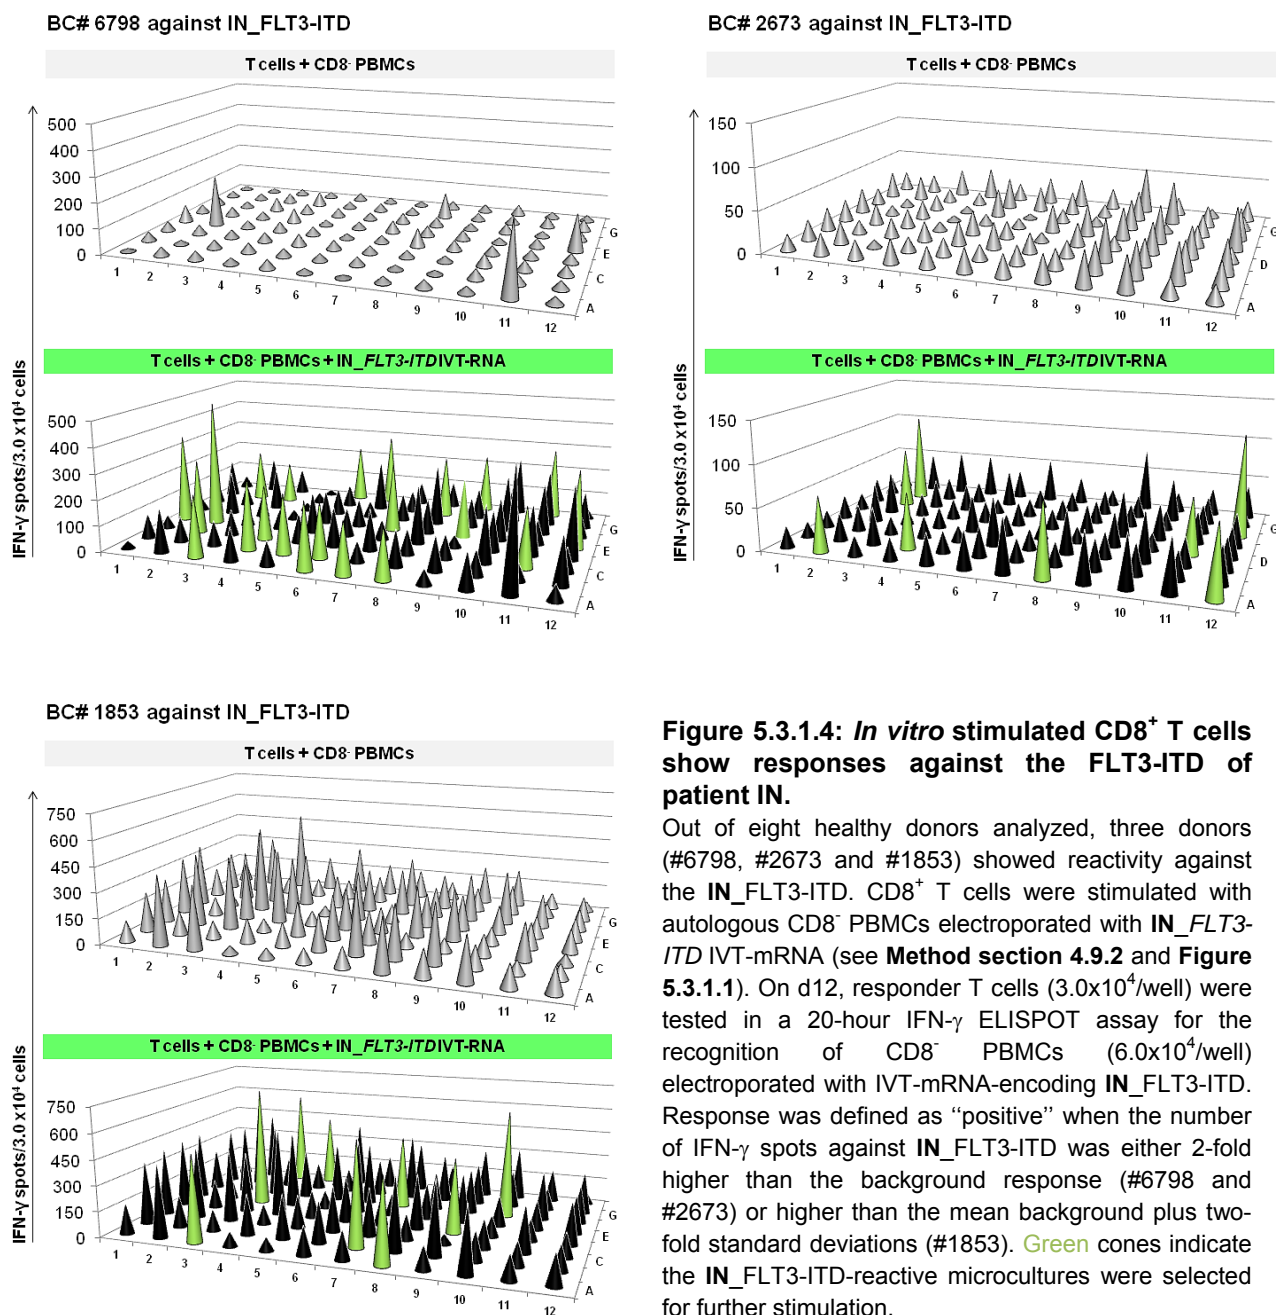 BC# 6798 against IN_FLT3-ITD
T cells + CD8- PBMCs
500
400
300
200
100
0
1 2 3 4 5 6 7 8 9 10 11 12
A C E G
T cells + CD8- PBMCs + IN_FLT3-ITD IVT-RNA
500
400
300
200
100
0
1 2 3 4 5 6 7 8 9 10 11 12
A C E G
IFN-γ spots/3.0 x10⁴ cells
BC# 2673 against IN_FLT3-ITD
T cells + CD8- PBMCs
150
100
50
0
1 2 3 4 5 6 7 8 9 10 11 12
A D G
T cells + CD8- PBMCs + IN_FLT3-ITD IVT-RNA
150
100
50
0
1 2 3 4 5 6 7 8 9 10 11 12
A D G
IFN-γ spots/3.0 x10⁴ cells
BC# 1853 against IN_FLT3-ITD
T cells + CD8- PBMCs
750
600
450
300
150
0
1 2 3 4 5 6 7 8 9 10 11 12
A C E G
T cells + CD8- PBMCs + IN_FLT3-ITD IVT-RNA
750
600
450
300
150
0
1 2 3 4 5 6 7 8 9 10 11 12
A C E G
IFN-γ spots/3.0 x10⁴ cells
Figure 5.3.1.4: In vitro stimulated CD8⁺ T cells
show responses against the FLT3-ITD of
patient IN.
Out of eight healthy donors analyzed, three donors
(#6798, #2673 and #1853) showed reactivity against
the IN_FLT3-ITD. CD8⁺ T cells were stimulated with
autologous CD8⁻ PBMCs electroporated with IN_FLT3-
ITD IVT-mRNA (see Method section 4.9.2 and Figure
5.3.1.1). On d12, responder T cells (3.0x10⁴/well) were
tested in a 20-hour IFN-γ ELISPOT assay for the
recognition of CD8⁻ PBMCs (6.0x10⁴/well)
electroporated with IVT-mRNA-encoding IN_FLT3-ITD.
Response was defined as “positive” when the number
of IFN-γ spots against IN_FLT3-ITD was either 2-fold
higher than the background response (#6798 and
#2673) or higher than the mean background plus two-
fold standard deviations (#1853). Green cones indicate
the IN_FLT3-ITD-reactive microcultures were selected
for further stimulation.